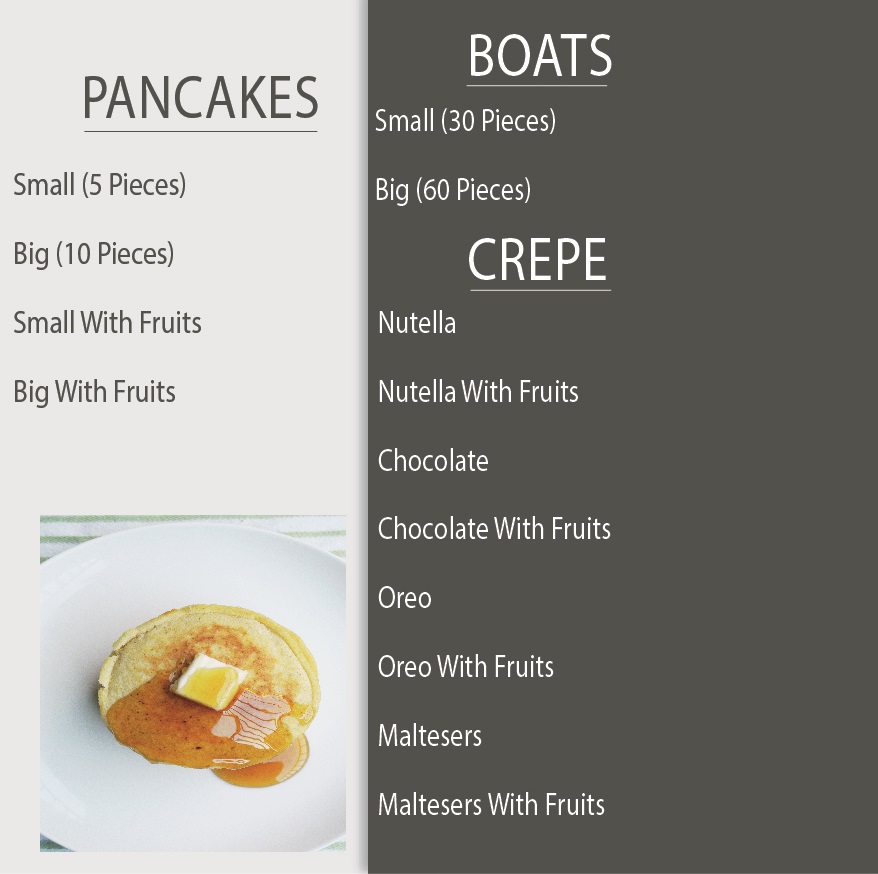 PANCAKES
Small (5 Pieces)
Big (10 Pieces)
Small With Fruits
Big With Fruits
BOATS
Small (30 Pieces)
Big (60 Pieces)
CREPE
Nutella
Nutella With Fruits
Chocolate
Chocolate With Fruits
Oreo
Oreo With Fruits
Maltesers
Maltesers With Fruits